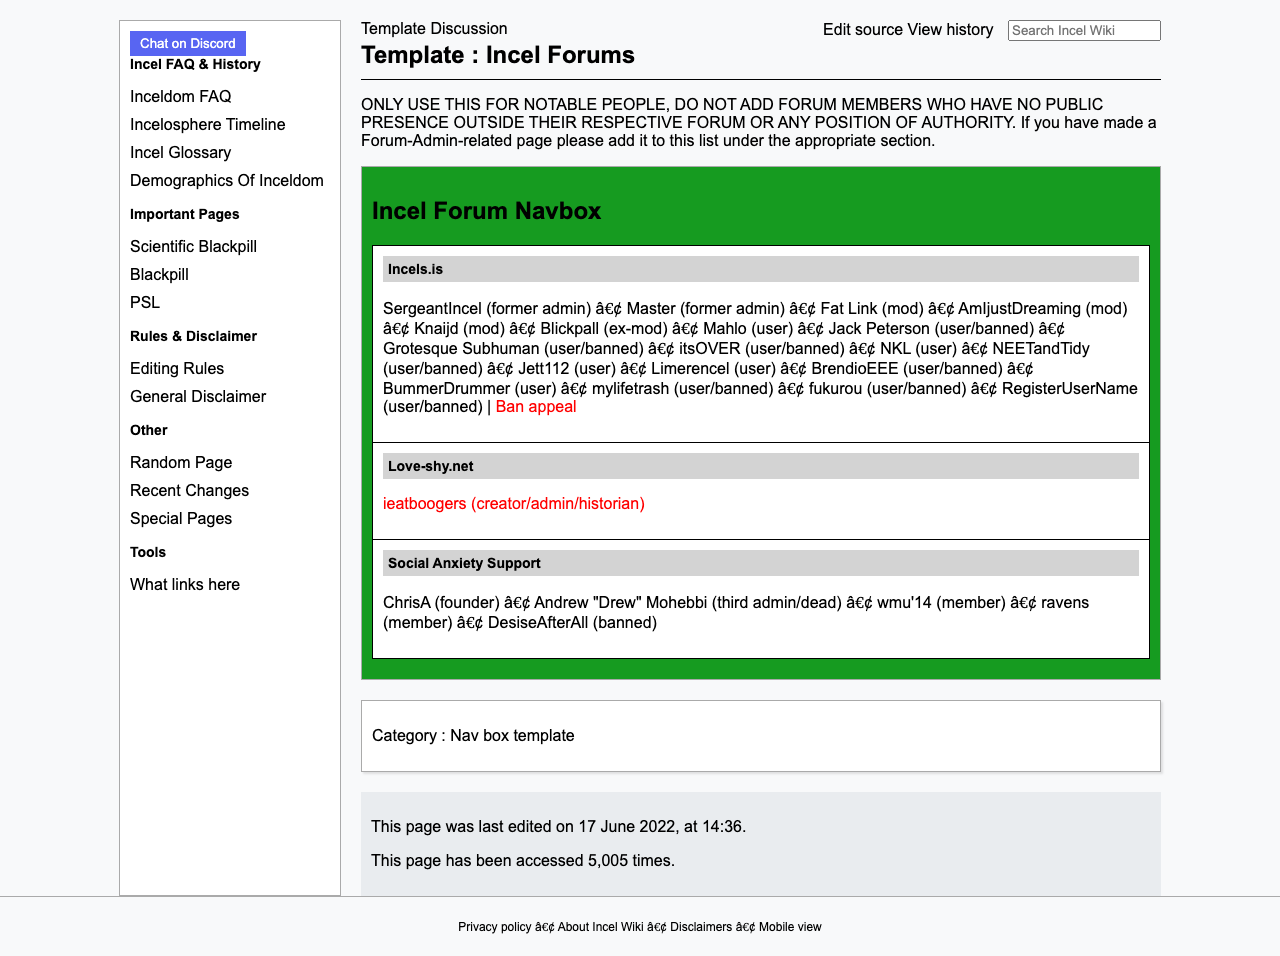 Chat on Discord
Incel FAQ & History
Inceldom FAQ
Incelosphere Timeline
Incel Glossary
Demographics Of Inceldom
Important Pages
Scientific Blackpill
Blackpill
PSL
Rules & Disclaimer
Editing Rules
General Disclaimer
Other
Random Page
Recent Changes
Special Pages
Tools
What links here
Template Discussion
Edit source View history
Search Incel Wiki
Template : Incel Forums
ONLY USE THIS FOR NOTABLE PEOPLE, DO NOT ADD FORUM MEMBERS WHO HAVE NO PUBLIC
PRESENCE OUTSIDE THEIR RESPECTIVE FORUM OR ANY POSITION OF AUTHORITY. If you have made a
Forum-Admin-related page please add it to this list under the appropriate section.
Incel Forum Navbox
Incels.is
SergeantIncel (former admin) â€¢ Master (former admin) â€¢ Fat Link (mod) â€¢ AmIjustDreaming (mod)
â€¢ Knaijd (mod) â€¢ Blickpall (ex-mod) â€¢ Mahlo (user) â€¢ Jack Peterson (user/banned) â€¢
Grotesque Subhuman (user/banned) â€¢ itsOVER (user/banned) â€¢ NKL (user) â€¢ NEETandTidy
(user/banned) â€¢ Jett112 (user) â€¢ Limerencel (user) â€¢ BrendioEEE (user/banned) â€¢
BummerDrummer (user) â€¢ mylifetrash (user/banned) â€¢ fukurou (user/banned) â€¢ RegisterUserName
(user/banned) | Ban appeal
Love-shy.net
ieatboogers (creator/admin/historian)
Social Anxiety Support
ChrisA (founder) â€¢ Andrew "Drew" Mohebbi (third admin/dead) â€¢ wmu'14 (member) â€¢ ravens
(member) â€¢ DesiseAfterAll (banned)
Category : Nav box template
This page was last edited on 17 June 2022, at 14:36.
This page has been accessed 5,005 times.
Privacy policy â€¢ About Incel Wiki â€¢ Disclaimers â€¢ Mobile view